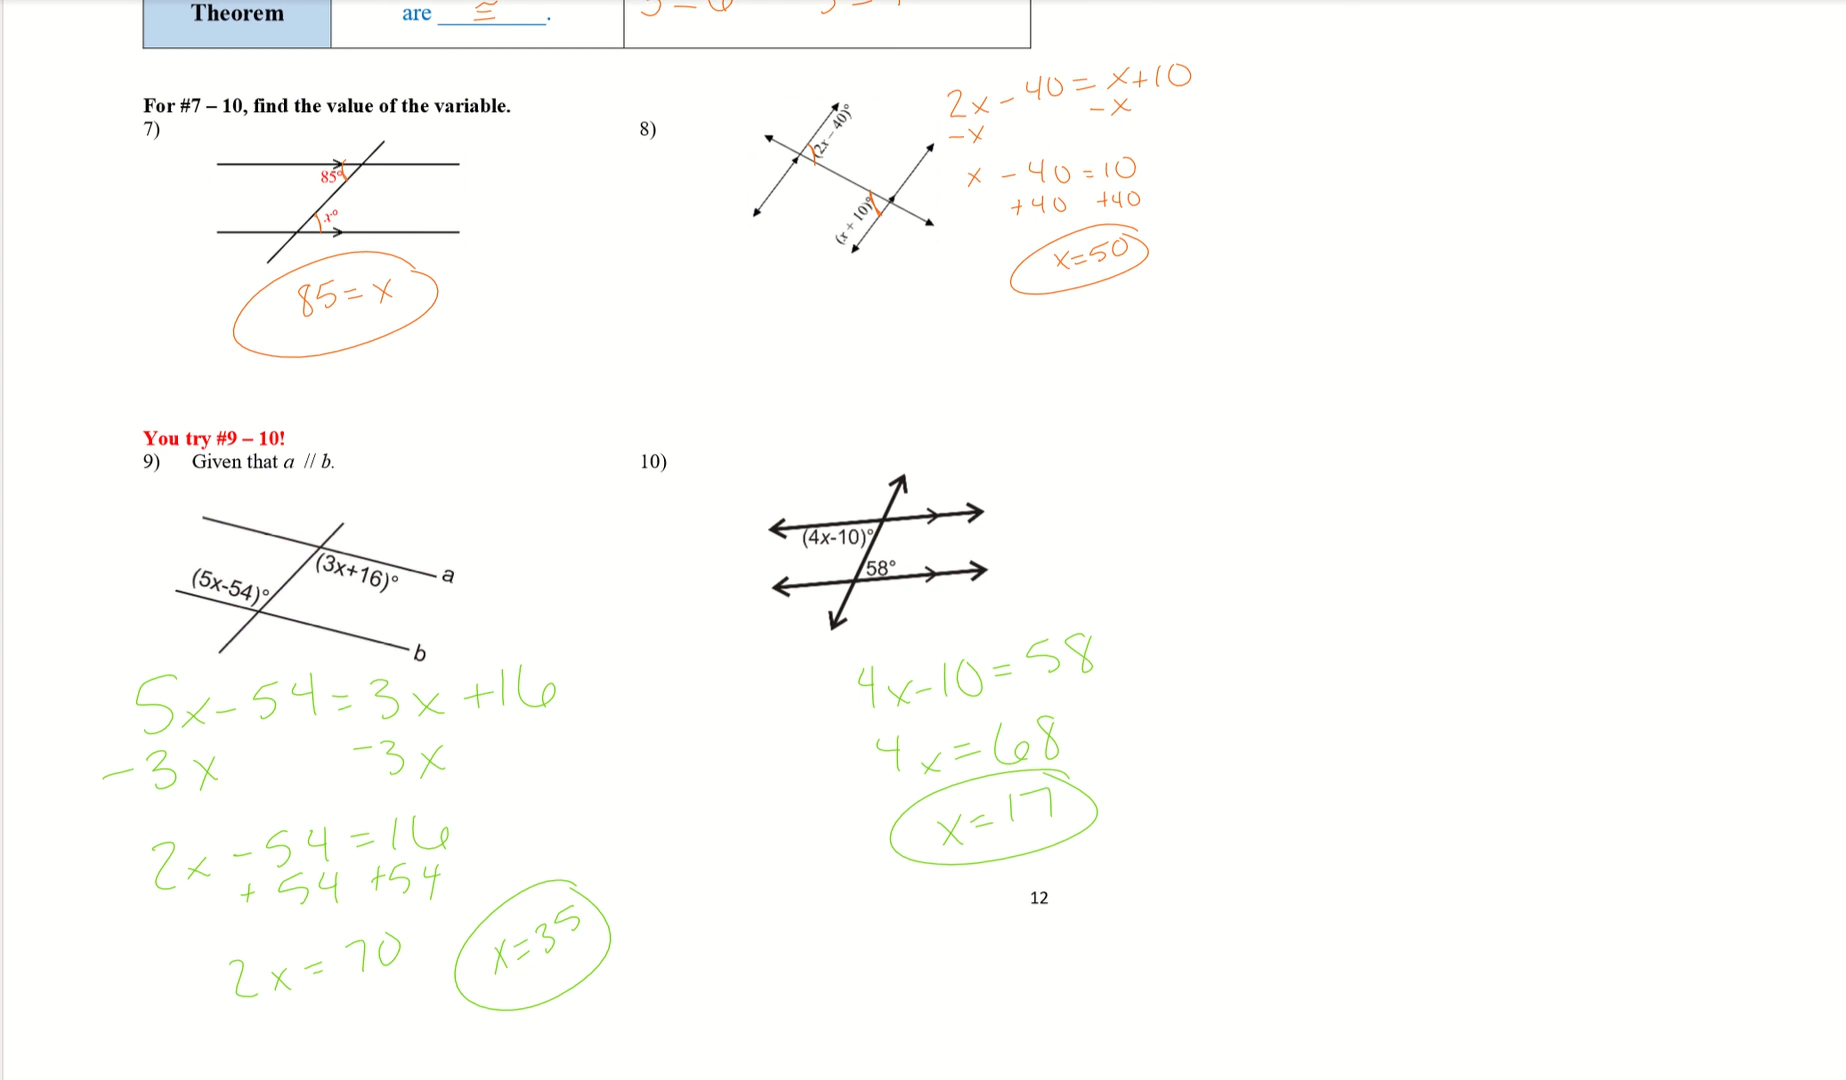 Theorem
are ≅.
For #7 – 10, find the value of the variable.
7)
85°
x°
85=x
8)
(2x – 40)°
(x + 10)°
2x-40=x+10
-x -x
x-40=10
+40 +40
x=50
You try #9 – 10!
9) Given that a // b.
(3x+16)°
a
(5x-54)°
b
5x-54=3x+16
-3x -3x
2x-54=16
+54 +54
2x=70
x=35
10)
(4x-10)°
58°
4x-10=58
4x=68
x=17
12